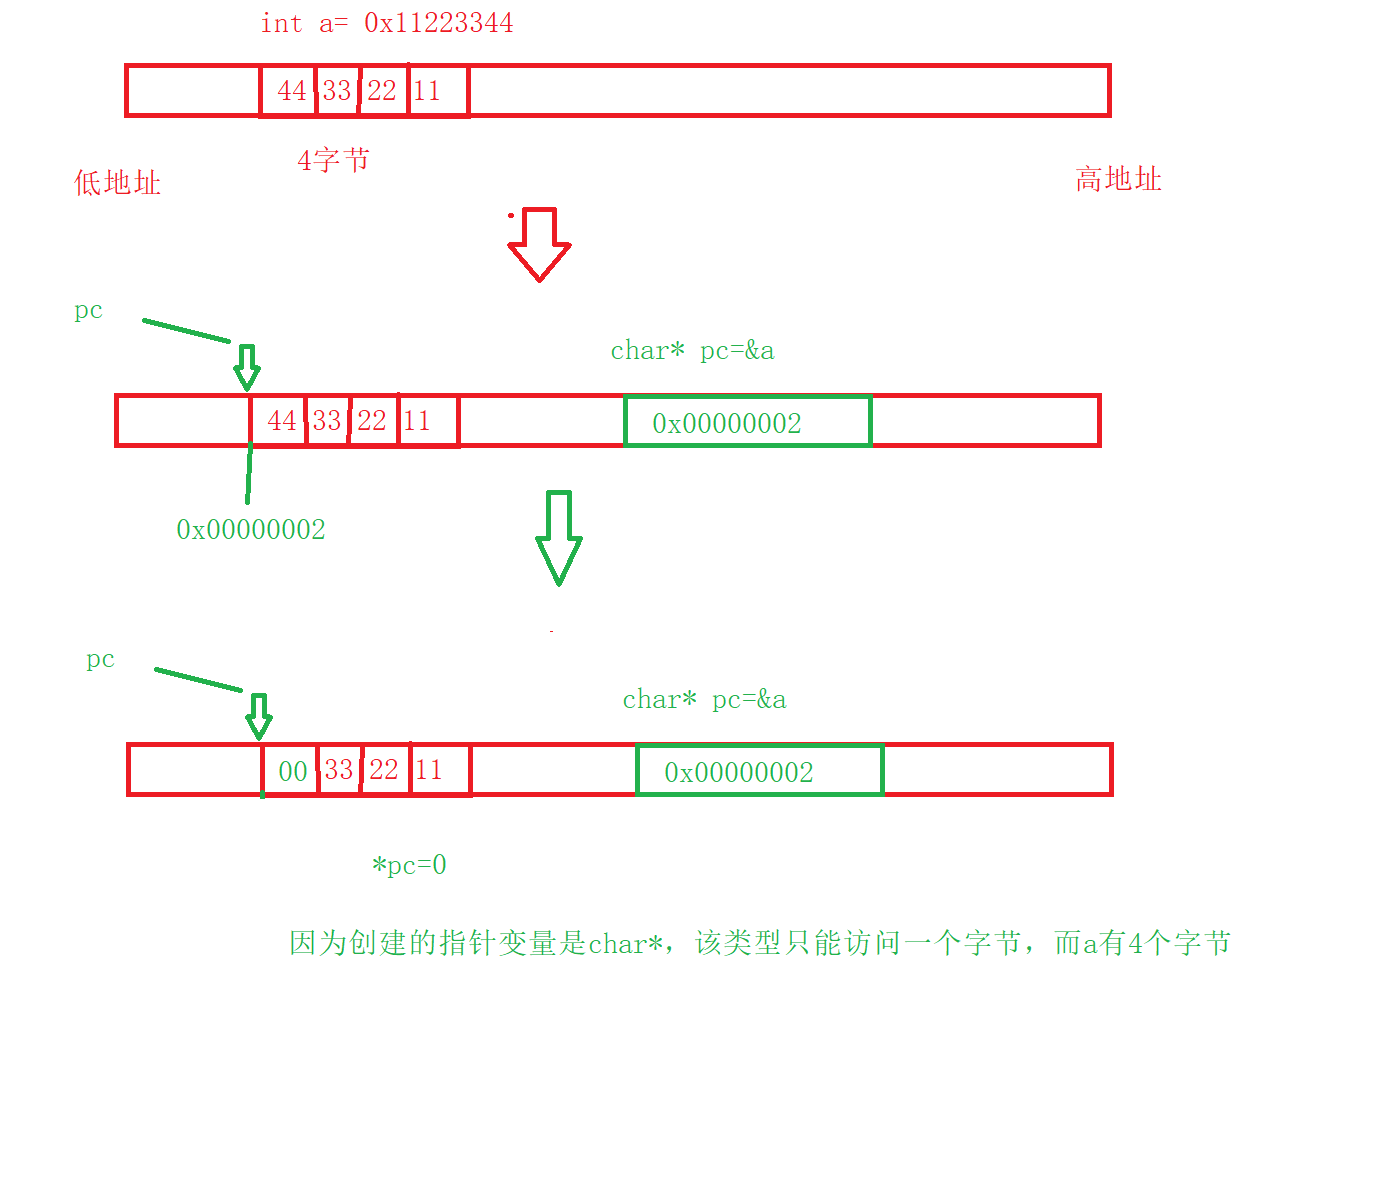 int a= 0x11223344
44 33 22 11
4字节
低地址
高地址
pc
char* pc=&a
44 33 22 11
0x00000002
0x00000002
pc
char* pc=&a
00 33 22 11
0x00000002
*pc=0
因为创建的指针变量是char*，该类型只能访问一个字节，而a有4个字节